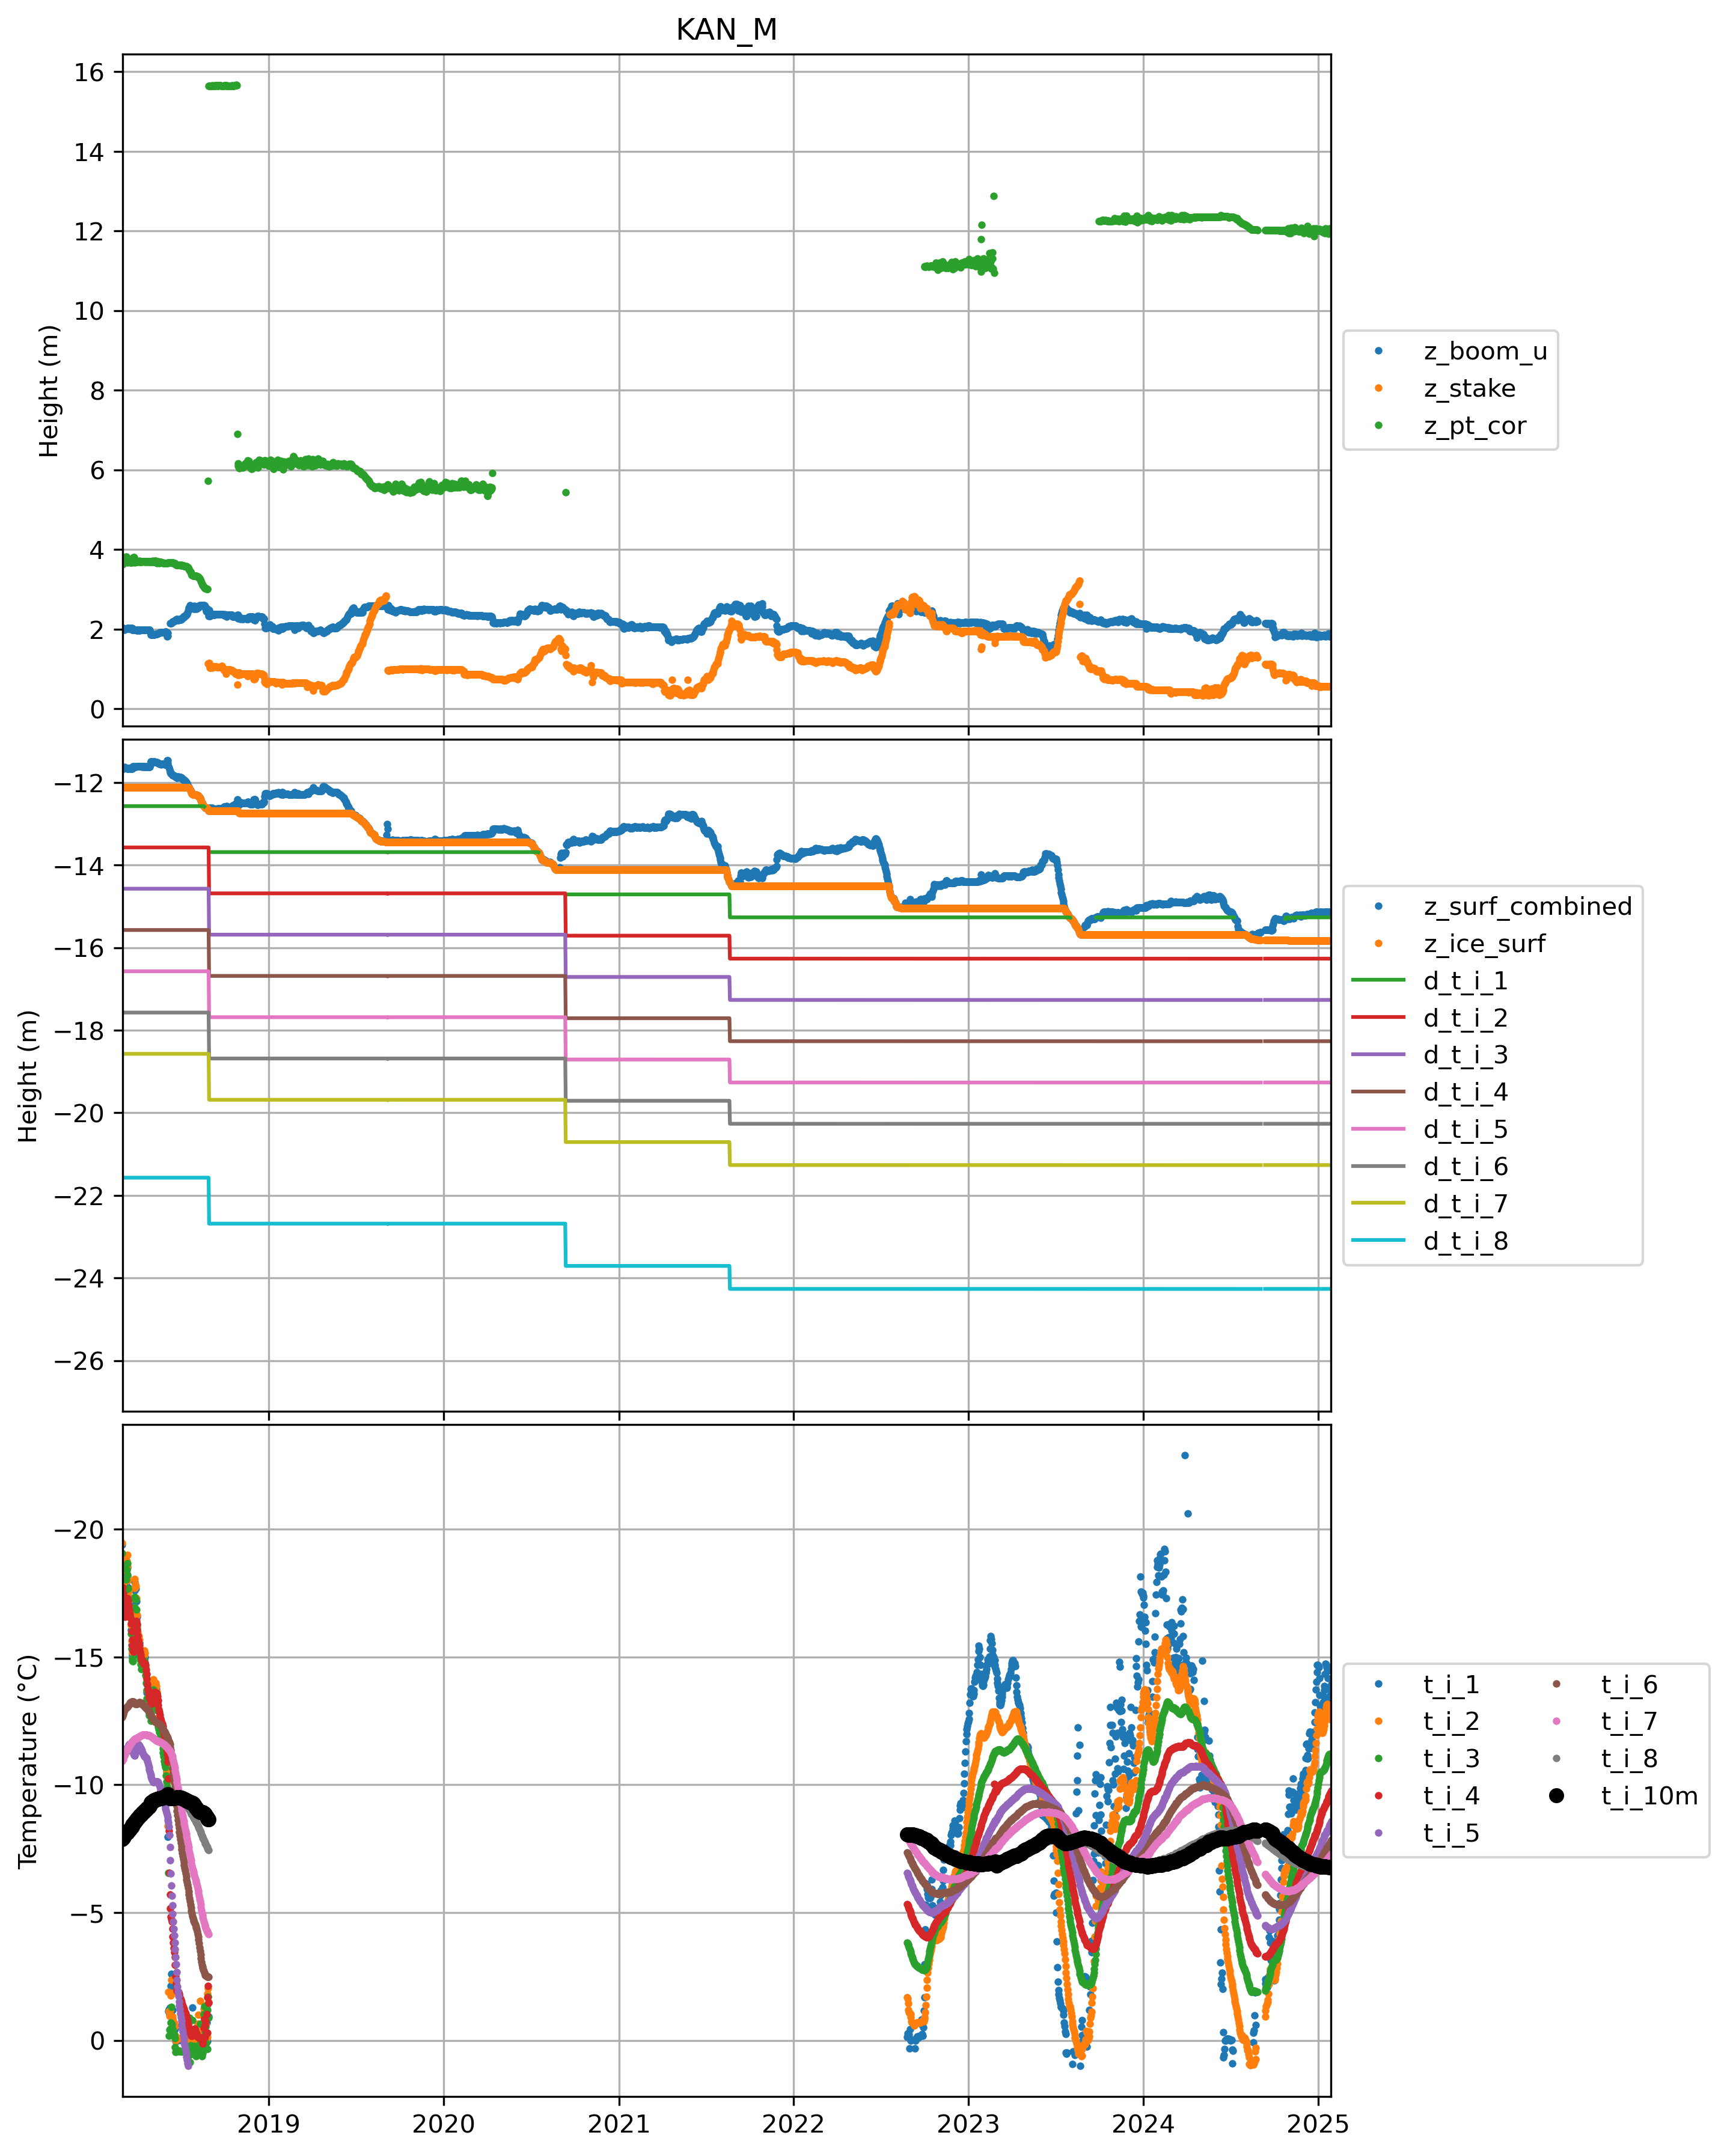 KAN_M
16
14
12
10
8
6
4
2
0
Height (m)
z_boom_u
z_stake
z_pt_cor
−12
−14
−16
−18
−20
−22
−24
−26
Height (m)
z_surf_combined
z_ice_surf
d_t_i_1
d_t_i_2
d_t_i_3
d_t_i_4
d_t_i_5
d_t_i_6
d_t_i_7
d_t_i_8
−20
−15
−10
−5
0
Temperature (°C)
t_i_1
t_i_2
t_i_3
t_i_4
t_i_5
t_i_6
t_i_7
t_i_8
t_i_10m
2019 2020 2021 2022 2023 2024 2025